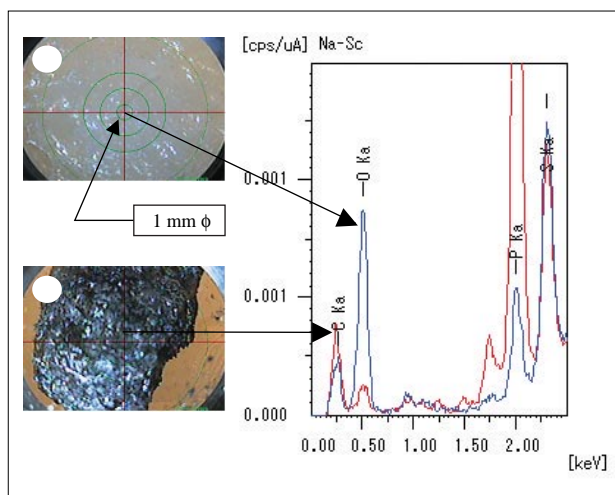 [cps/uA] Na-Sc
0.001
0.001
0.000
0.00 0.50 1.00 1.50 2.00
[keV]
C Ka
O Ka
P Ka
S Ka
1 mm ϕ